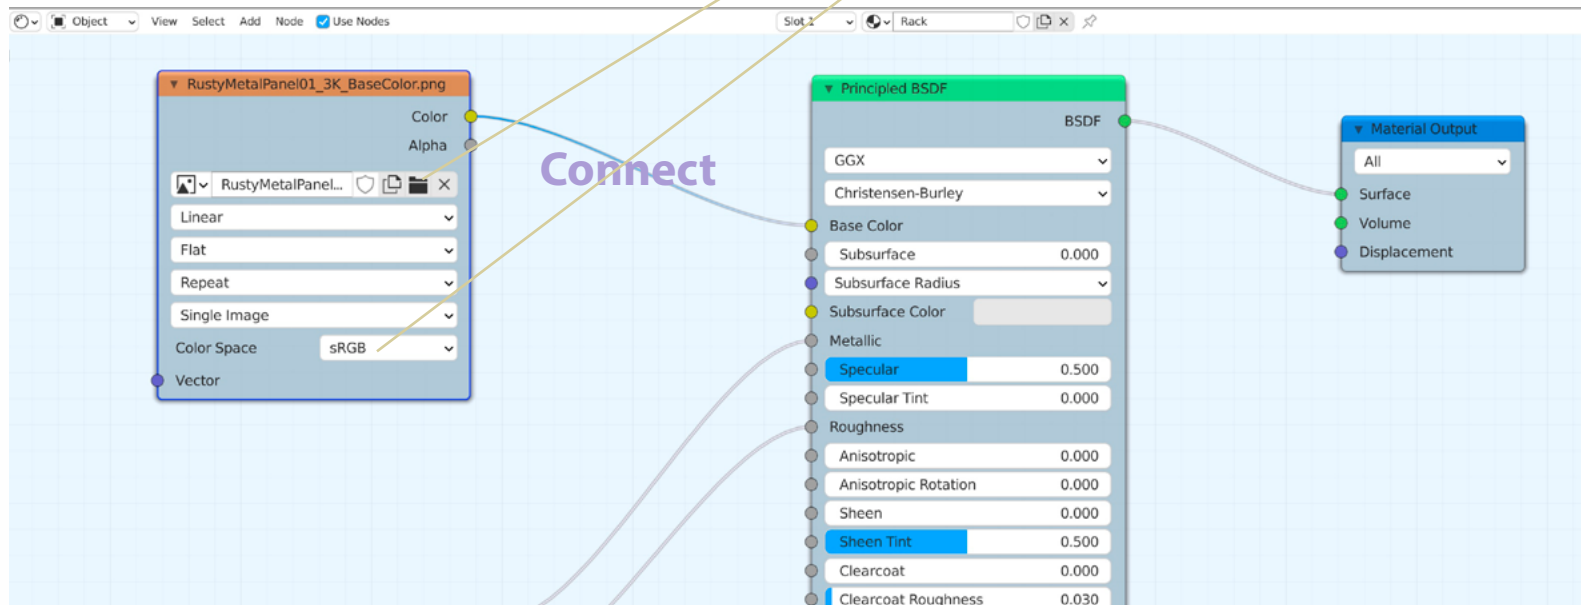 Object View Select Add Node Use Nodes Slot 1 Rack
RustyMetalPanel01_3K_BaseColor.png
Color
Alpha
RustyMetalPanel...
Linear
Flat
Repeat
Single Image
Color Space sRGB
Vector
Connect
Principled BSDF
BSDF
GGX
Christensen-Burley
Base Color
Subsurface 0.000
Subsurface Radius
Subsurface Color
Metallic
Specular 0.500
Specular Tint 0.000
Roughness
Anisotropic 0.000
Anisotropic Rotation 0.000
Sheen 0.000
Sheen Tint 0.500
Clearcoat 0.000
Clearcoat Roughness 0.030
Material Output
All
Surface
Volume
Displacement